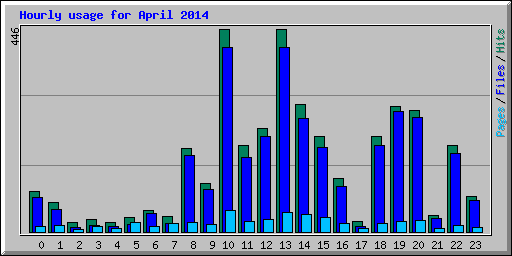 Hourly usage for April 2014
446
Pages / Files / Hits
0 1 2 3 4 5 6 7 8 9 10 11 12 13 14 15 16 17 18 19 20 21 22 23